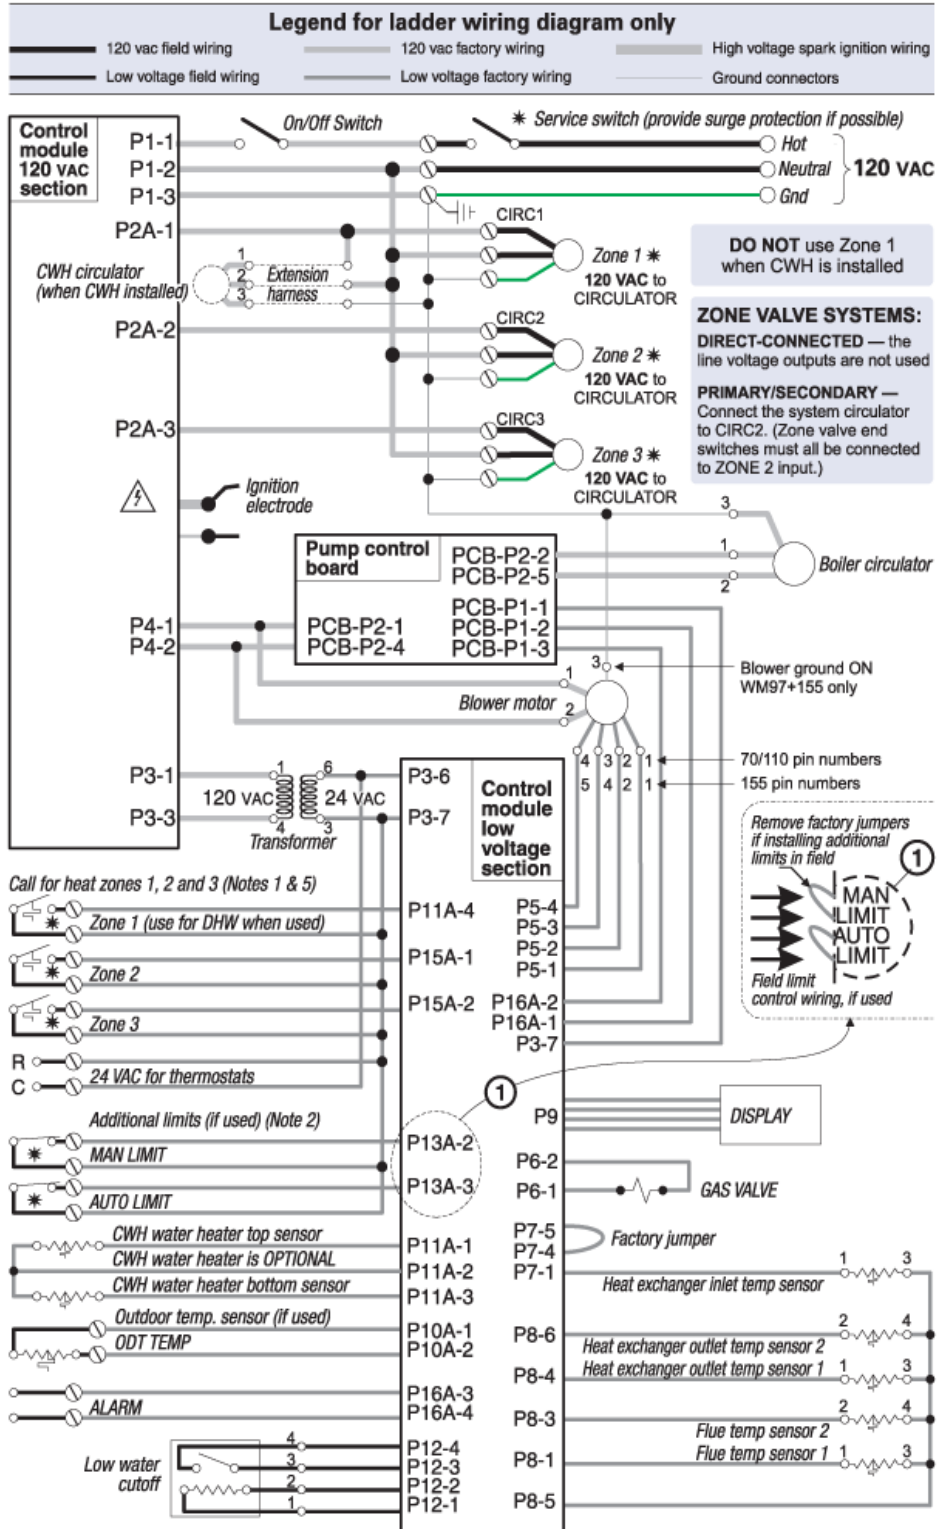 Legend for ladder wiring diagram only
120 vac field wiring
120 vac factory wiring
High voltage spark ignition wiring
Low voltage field wiring
Low voltage factory wiring
Ground connectors
Control
module
120 VAC
section
P1-1
P1-2
P1-3
On/Off Switch
✷ Service switch (provide surge protection if possible)
Hot
Neutral
Gnd
120 VAC
P2A-1
CIRC1
Zone 1 ✷
120 VAC to
CIRCULATOR
DO NOT use Zone 1
when CWH is installed
CWH circulator
(when CWH installed)
1
2
3
Extension
harness
P2A-2
CIRC2
Zone 2 ✷
120 VAC to
CIRCULATOR
ZONE VALVE SYSTEMS:
DIRECT-CONNECTED — the
line voltage outputs are not used
PRIMARY/SECONDARY —
Connect the system circulator
to CIRC2. (Zone valve end
switches must all be connected
to ZONE 2 input.)
P2A-3
CIRC3
Zone 3 ✷
120 VAC to
CIRCULATOR
Ignition
electrode
3
1
2
Boiler circulator
Pump control
board
PCB-P2-2
PCB-P2-5
PCB-P1-1
PCB-P1-2
PCB-P1-3
PCB-P2-1
PCB-P2-4
P4-1
P4-2
3
Blower ground ON
WM97+155 only
1
2
Blower motor
4 3 2 1
70/110 pin numbers
5 4 2 1
155 pin numbers
P3-1
P3-3
1
4
120 VAC
6
3
24 VAC
Transformer
P3-6
P3-7
Control
module
low
voltage
section
Remove factory jumpers
if installing additional
limits in field
1
MAN
LIMIT
AUTO
LIMIT
Field limit
control wiring, if used
Call for heat zones 1, 2 and 3 (Notes 1 & 5)
✷
Zone 1 (use for DHW when used)
P11A-4
✷
Zone 2
P15A-1
✷
Zone 3
P15A-2
R
C
24 VAC for thermostats
P5-4
P5-3
P5-2
P5-1
P16A-2
P16A-1
P3-7
1
Additional limits (if used) (Note 2)
✷
MAN LIMIT
P13A-2
✷
AUTO LIMIT
P13A-3
P9
DISPLAY
P6-2
P6-1
GAS VALVE
CWH water heater top sensor
P11A-1
CWH water heater is OPTIONAL
P11A-2
CWH water heater bottom sensor
P11A-3
P7-5
P7-4
Factory jumper
P7-1
1 3
Heat exchanger inlet temp sensor
Outdoor temp. sensor (if used)
P10A-1
ODT TEMP
P10A-2
P8-6
2 4
Heat exchanger outlet temp sensor 2
Heat exchanger outlet temp sensor 1
P8-4
1 3
P16A-3
ALARM
P16A-4
P8-3
2 4
Flue temp sensor 2
Flue temp sensor 1
P8-1
1 3
P8-5
Low water
cutoff
4
3
2
1
P12-4
P12-3
P12-2
P12-1